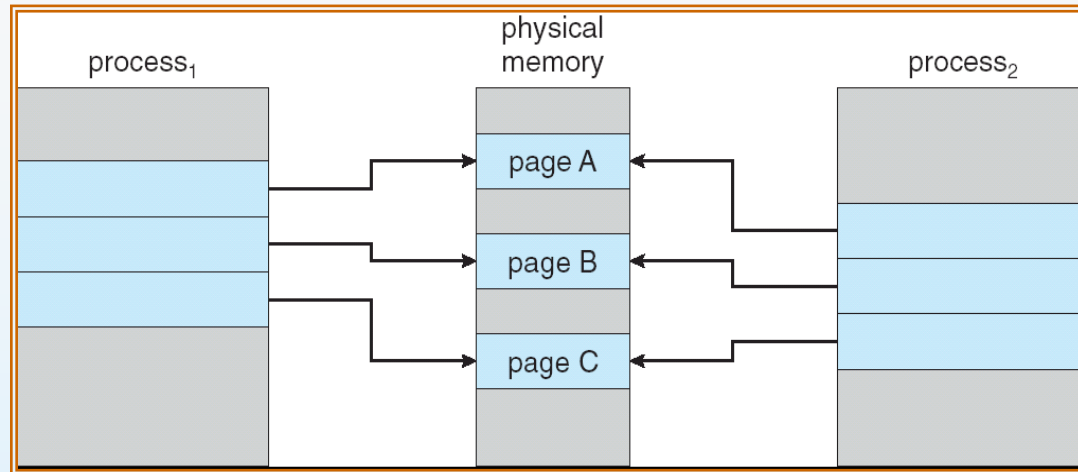 physical
memory
process₁
process₂
page A
page B
page C